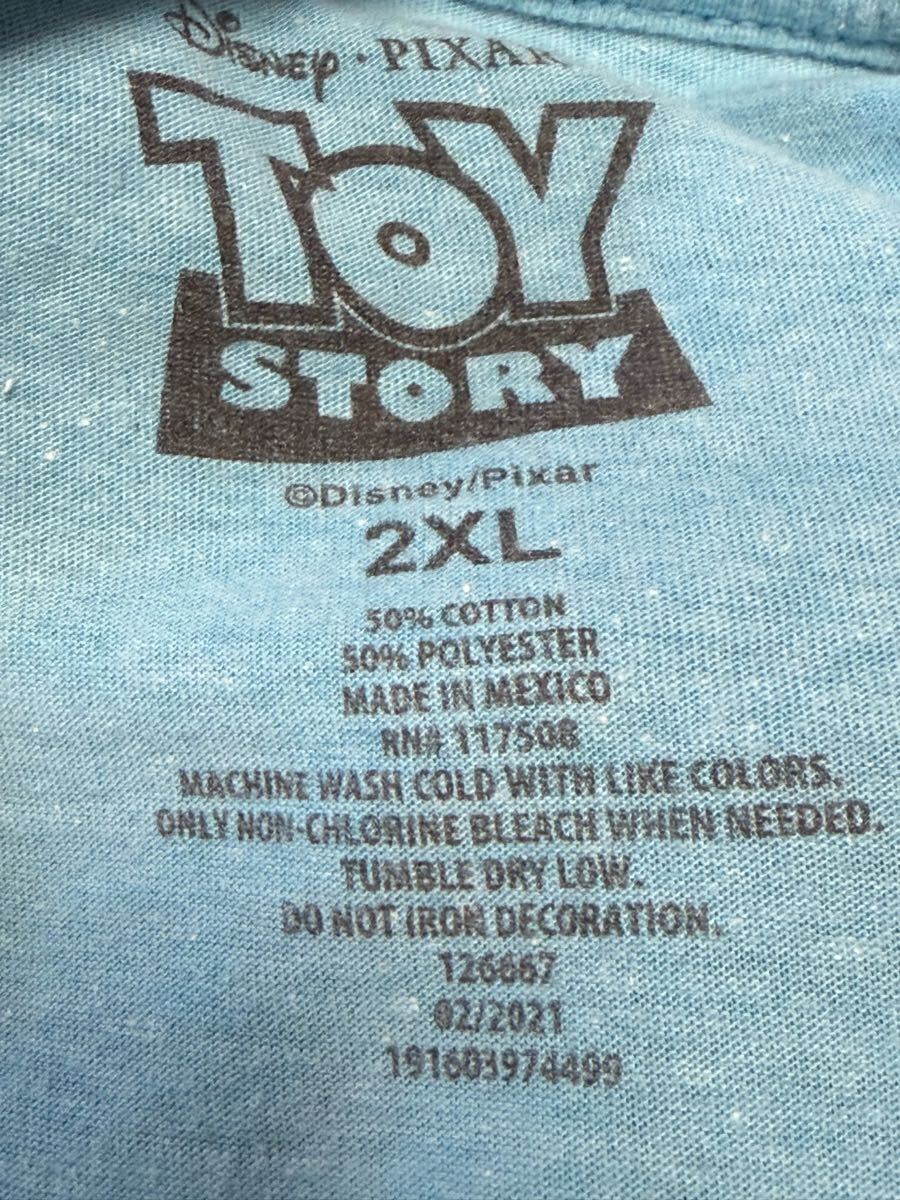 Disney · PIXAR
TOY
STORY
©Disney/Pixar
2XL
50% COTTON
50% POLYESTER
MADE IN MEXICO
RN# 117508
MACHINE WASH COLD WITH LIKE COLORS.
ONLY NON-CHLORINE BLEACH WHEN NEEDED.
TUMBLE DRY LOW.
DO NOT IRON DECORATION.
126667
02/2021
191603974499